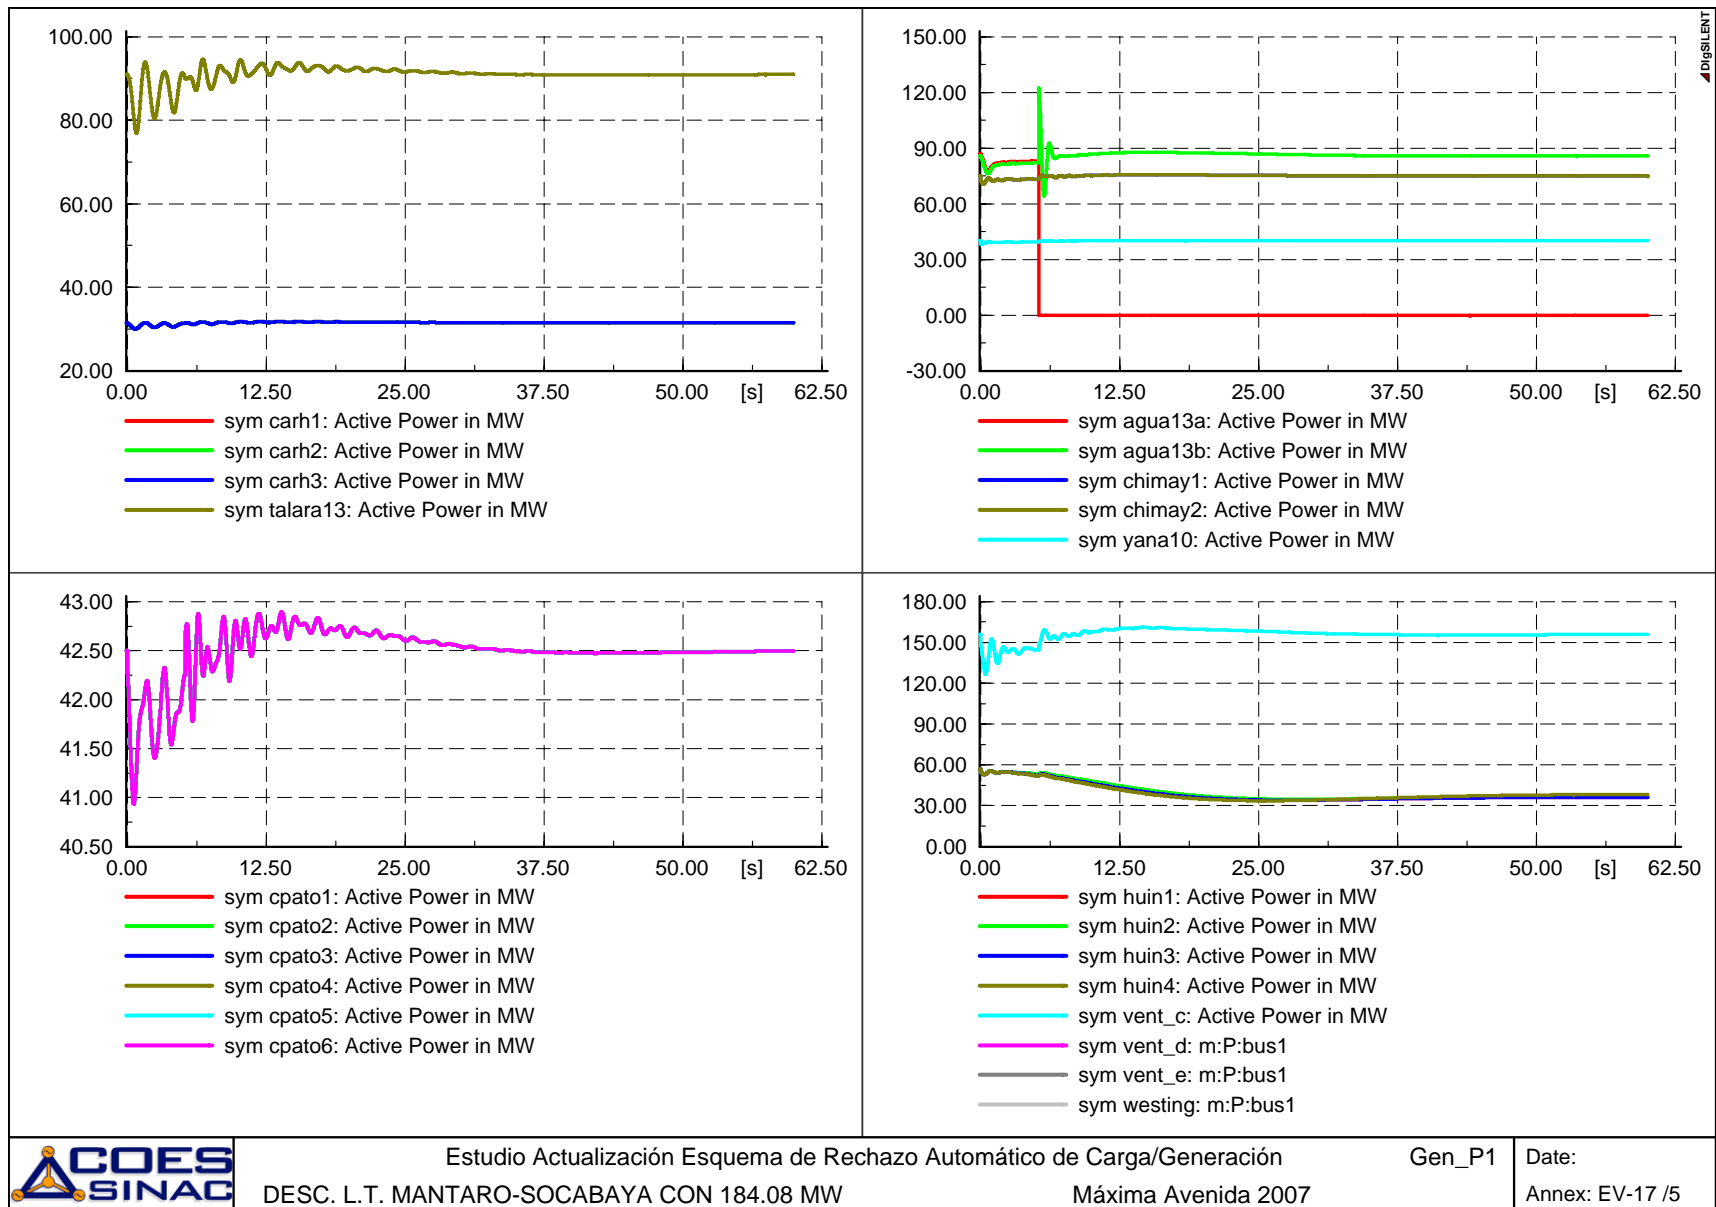 100.00
80.00
60.00
40.00
20.00
0.00 12.50 25.00 37.50 50.00 [s] 62.50
sym carh1: Active Power in MW
sym carh2: Active Power in MW
sym carh3: Active Power in MW
sym talara13: Active Power in MW
150.00
120.00
90.00
60.00
30.00
0.00
-30.00
0.00 12.50 25.00 37.50 50.00 [s] 62.50
sym agua13a: Active Power in MW
sym agua13b: Active Power in MW
sym chimay1: Active Power in MW
sym chimay2: Active Power in MW
sym yana10: Active Power in MW
DIgSILENT
43.00
42.50
42.00
41.50
41.00
40.50
0.00 12.50 25.00 37.50 50.00 [s] 62.50
sym cpato1: Active Power in MW
sym cpato2: Active Power in MW
sym cpato3: Active Power in MW
sym cpato4: Active Power in MW
sym cpato5: Active Power in MW
sym cpato6: Active Power in MW
180.00
150.00
120.00
90.00
60.00
30.00
0.00
0.00 12.50 25.00 37.50 50.00 [s] 62.50
sym huin1: Active Power in MW
sym huin2: Active Power in MW
sym huin3: Active Power in MW
sym huin4: Active Power in MW
sym vent_c: Active Power in MW
sym vent_d: m:P:bus1
sym vent_e: m:P:bus1
sym westing: m:P:bus1
COES
SINAC
Estudio Actualización Esquema de Rechazo Automático de Carga/Generación Gen_P1
DESC. L.T. MANTARO-SOCABAYA CON 184.08 MW Máxima Avenida 2007
Date:
Annex: EV-17 /5